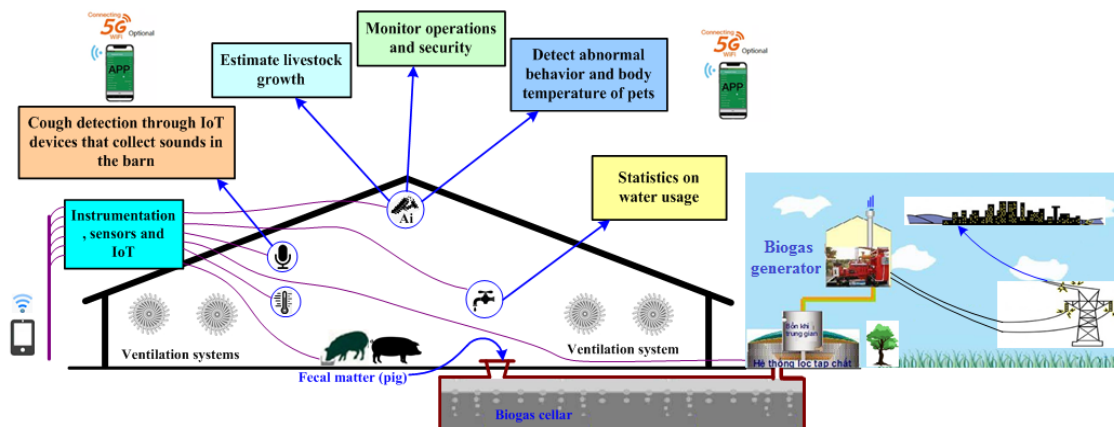 Connecting
5G
WiFi
Optional
APP
Estimate livestock
growth
Monitor operations
and security
Detect abnormal
behavior and body
temperature of pets
Connecting
5G
WiFi
Optional
APP
Cough detection through IoT
devices that collect sounds in
the barn
Statistics on
water usage
Instrumentation
, sensors and
IoT
Ai
Biogas
generator
Ventilation systems
Ventilation system
Bồn khí
trung gian
Hệ thống lọc tạp chất
Fecal matter (pig)
Biogas cellar